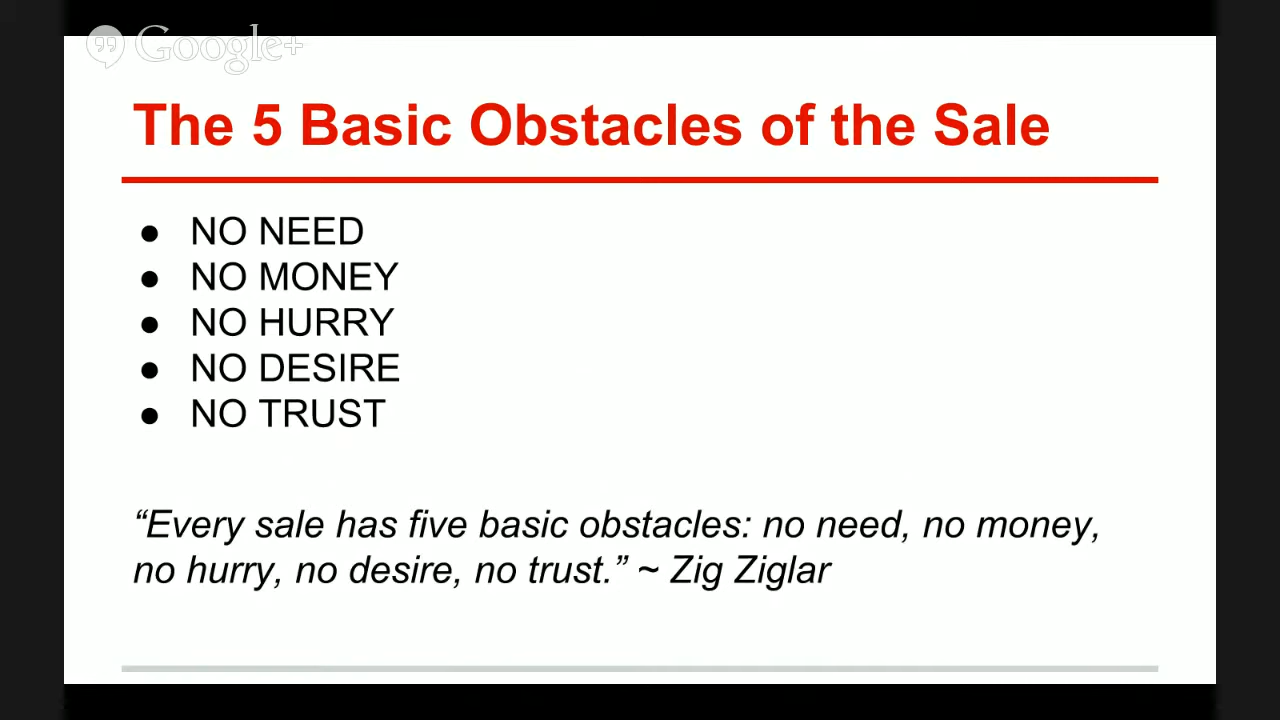 Google+
The 5 Basic Obstacles of the Sale
● NO NEED
● NO MONEY
● NO HURRY
● NO DESIRE
● NO TRUST
“Every sale has five basic obstacles: no need, no money,
no hurry, no desire, no trust.” ~ Zig Ziglar